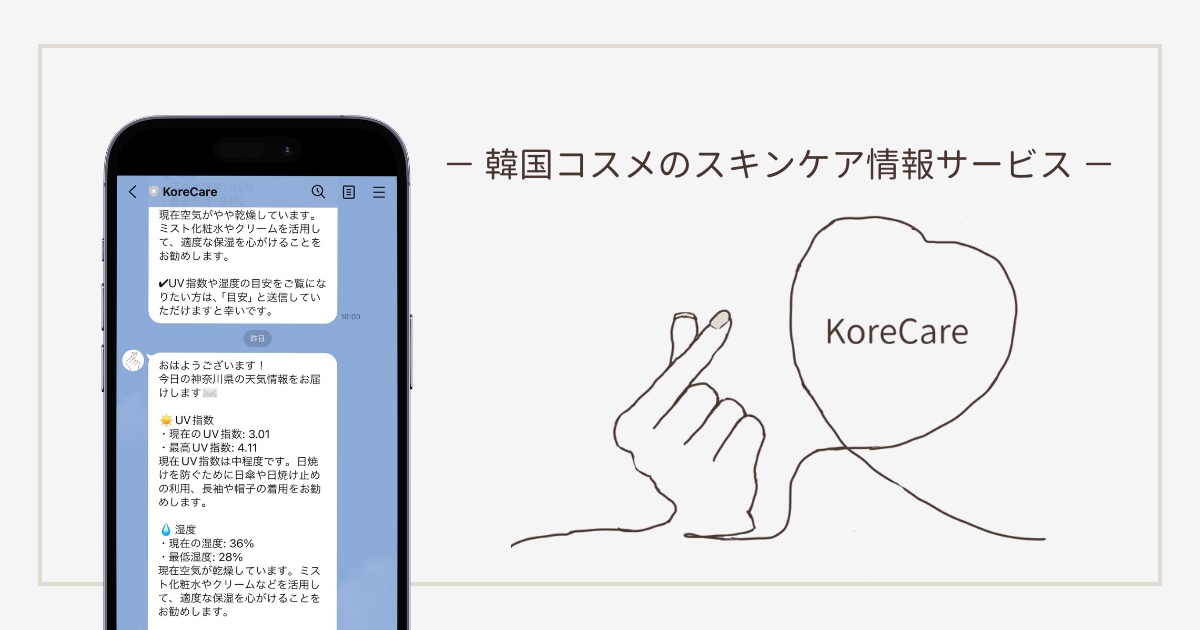 ― 韓国コスメのスキンケア情報サービス ―
KoreCare
KoreCare
45%
34%
現在空気がやや乾燥しています。
ミスト化粧水やクリームを活用し
て、適度な保湿を心がけることを
お勧めします。
✔UV指数や湿度の目安をご覧にな
りたい方は、「目安」と送信してい
ただけますと幸いです。
10:00
昨日
おはようございます！
今日の神奈川県の天気情報をお届
けします✉
☀UV指数
・現在のUV指数: 3.01
・最高UV指数: 4.11
現在UV指数は中程度です。日焼
けを防ぐために日傘や日焼け止め
の利用、長袖や帽子の着用をお勧
めします。
💧湿度
・現在の湿度: 36%
・最低湿度: 28%
現在空気が乾燥しています。ミス
ト化粧水やクリームなどを活用し
て、適度な保湿を心がけることを
お勧めします。